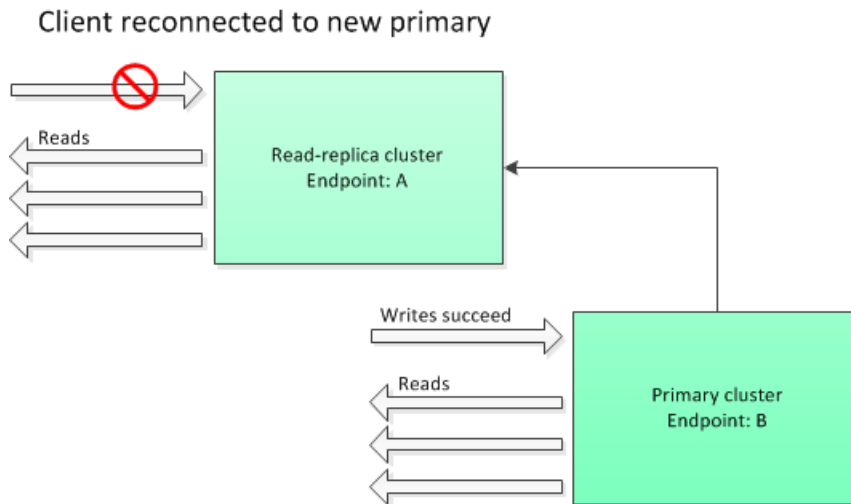 Client reconnected to new primary
Reads
Read-replica cluster
Endpoint: A
Writes succeed
Reads
Primary cluster
Endpoint: B